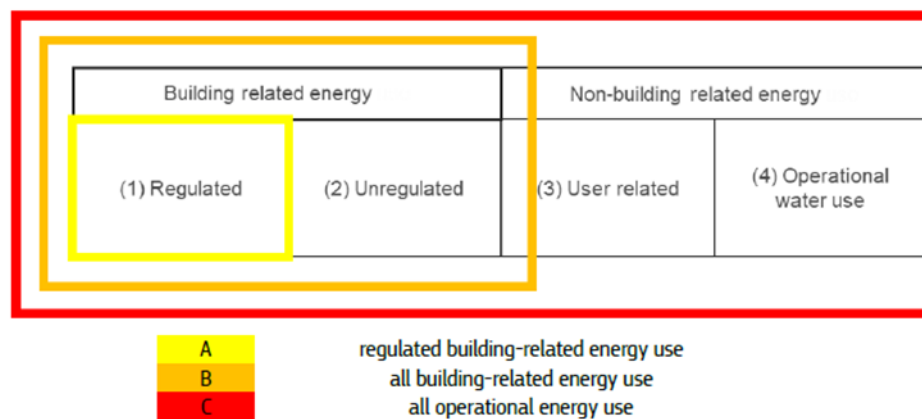 Building related energy
Non-building related energy
(1) Regulated
(2) Unregulated
(3) User related
(4) Operational
water use
A regulated building-related energy use
B all building-related energy use
C all operational energy use